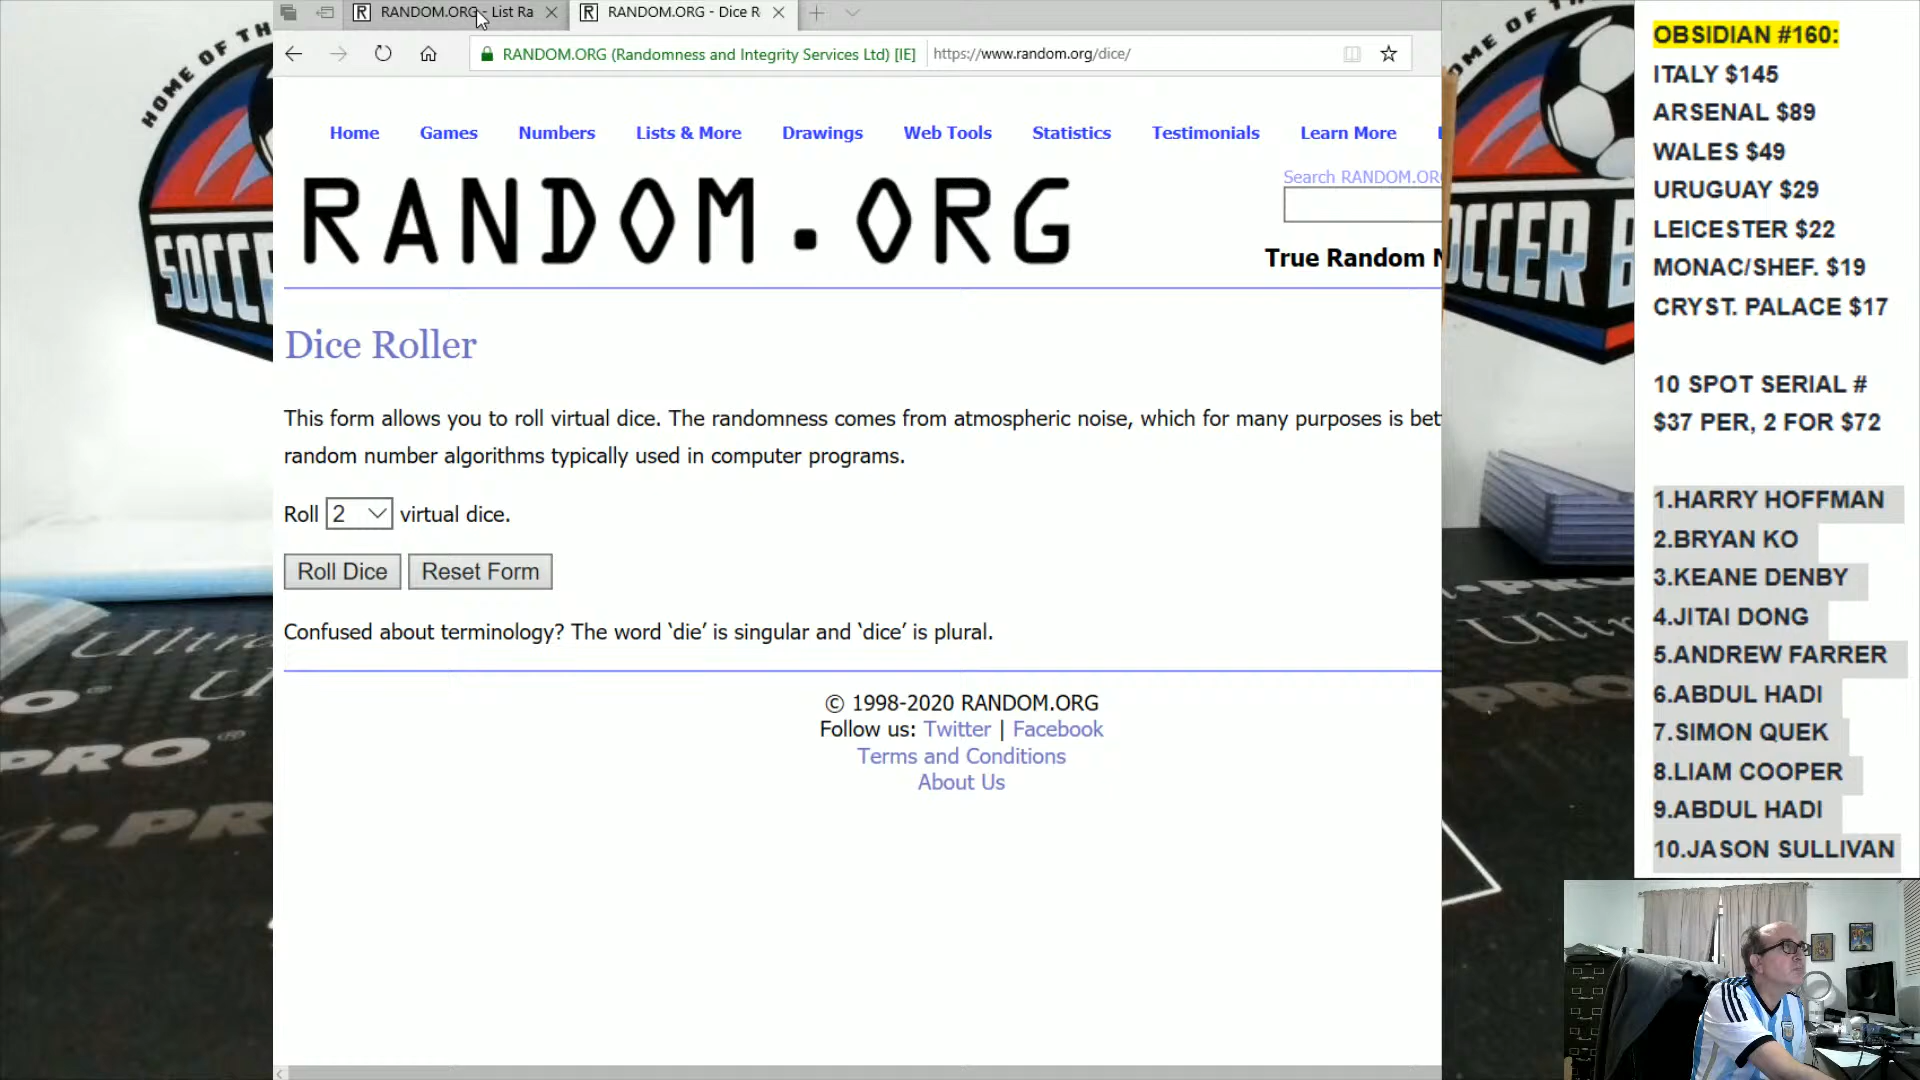 RANDOM.ORG - List Ra
RANDOM.ORG - Dice R
RANDOM.ORG (Randomness and Integrity Services Ltd) [IE]
https://www.random.org/dice/
Home Games Numbers Lists & More Drawings Web Tools Statistics Testimonials Learn More
RANDOM.ORG
Search RANDOM.OR
True Random
Dice Roller
This form allows you to roll virtual dice. The randomness comes from atmospheric noise, which for many purposes is bet
random number algorithms typically used in computer programs.
Roll 2 virtual dice.
Roll Dice Reset Form
Confused about terminology? The word ‘die’ is singular and ‘dice’ is plural.
© 1998-2020 RANDOM.ORG
Follow us: Twitter | Facebook
Terms and Conditions
About Us
HOME OF TH
SOCCER
OME OF TH
OCCER B
Ultra
PRO®
PRO
OBSIDIAN #160:
ITALY $145
ARSENAL $89
WALES $49
URUGUAY $29
LEICESTER $22
MONAC/SHEF. $19
CRYST. PALACE $17
10 SPOT SERIAL #
$37 PER, 2 FOR $72
1.HARRY HOFFMAN
2.BRYAN KO
3.KEANE DENBY
4.JITAI DONG
5.ANDREW FARRER
6.ABDUL HADI
7.SIMON QUEK
8.LIAM COOPER
9.ABDUL HADI
10.JASON SULLIVAN